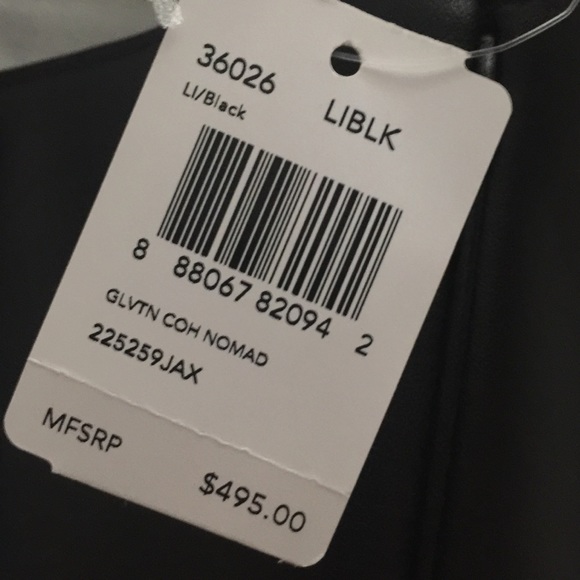 36026
LI/Black
LIBLK
8 88067 82094 2
GLVTN COH NOMAD
225259JAX
MFSRP
$495.00